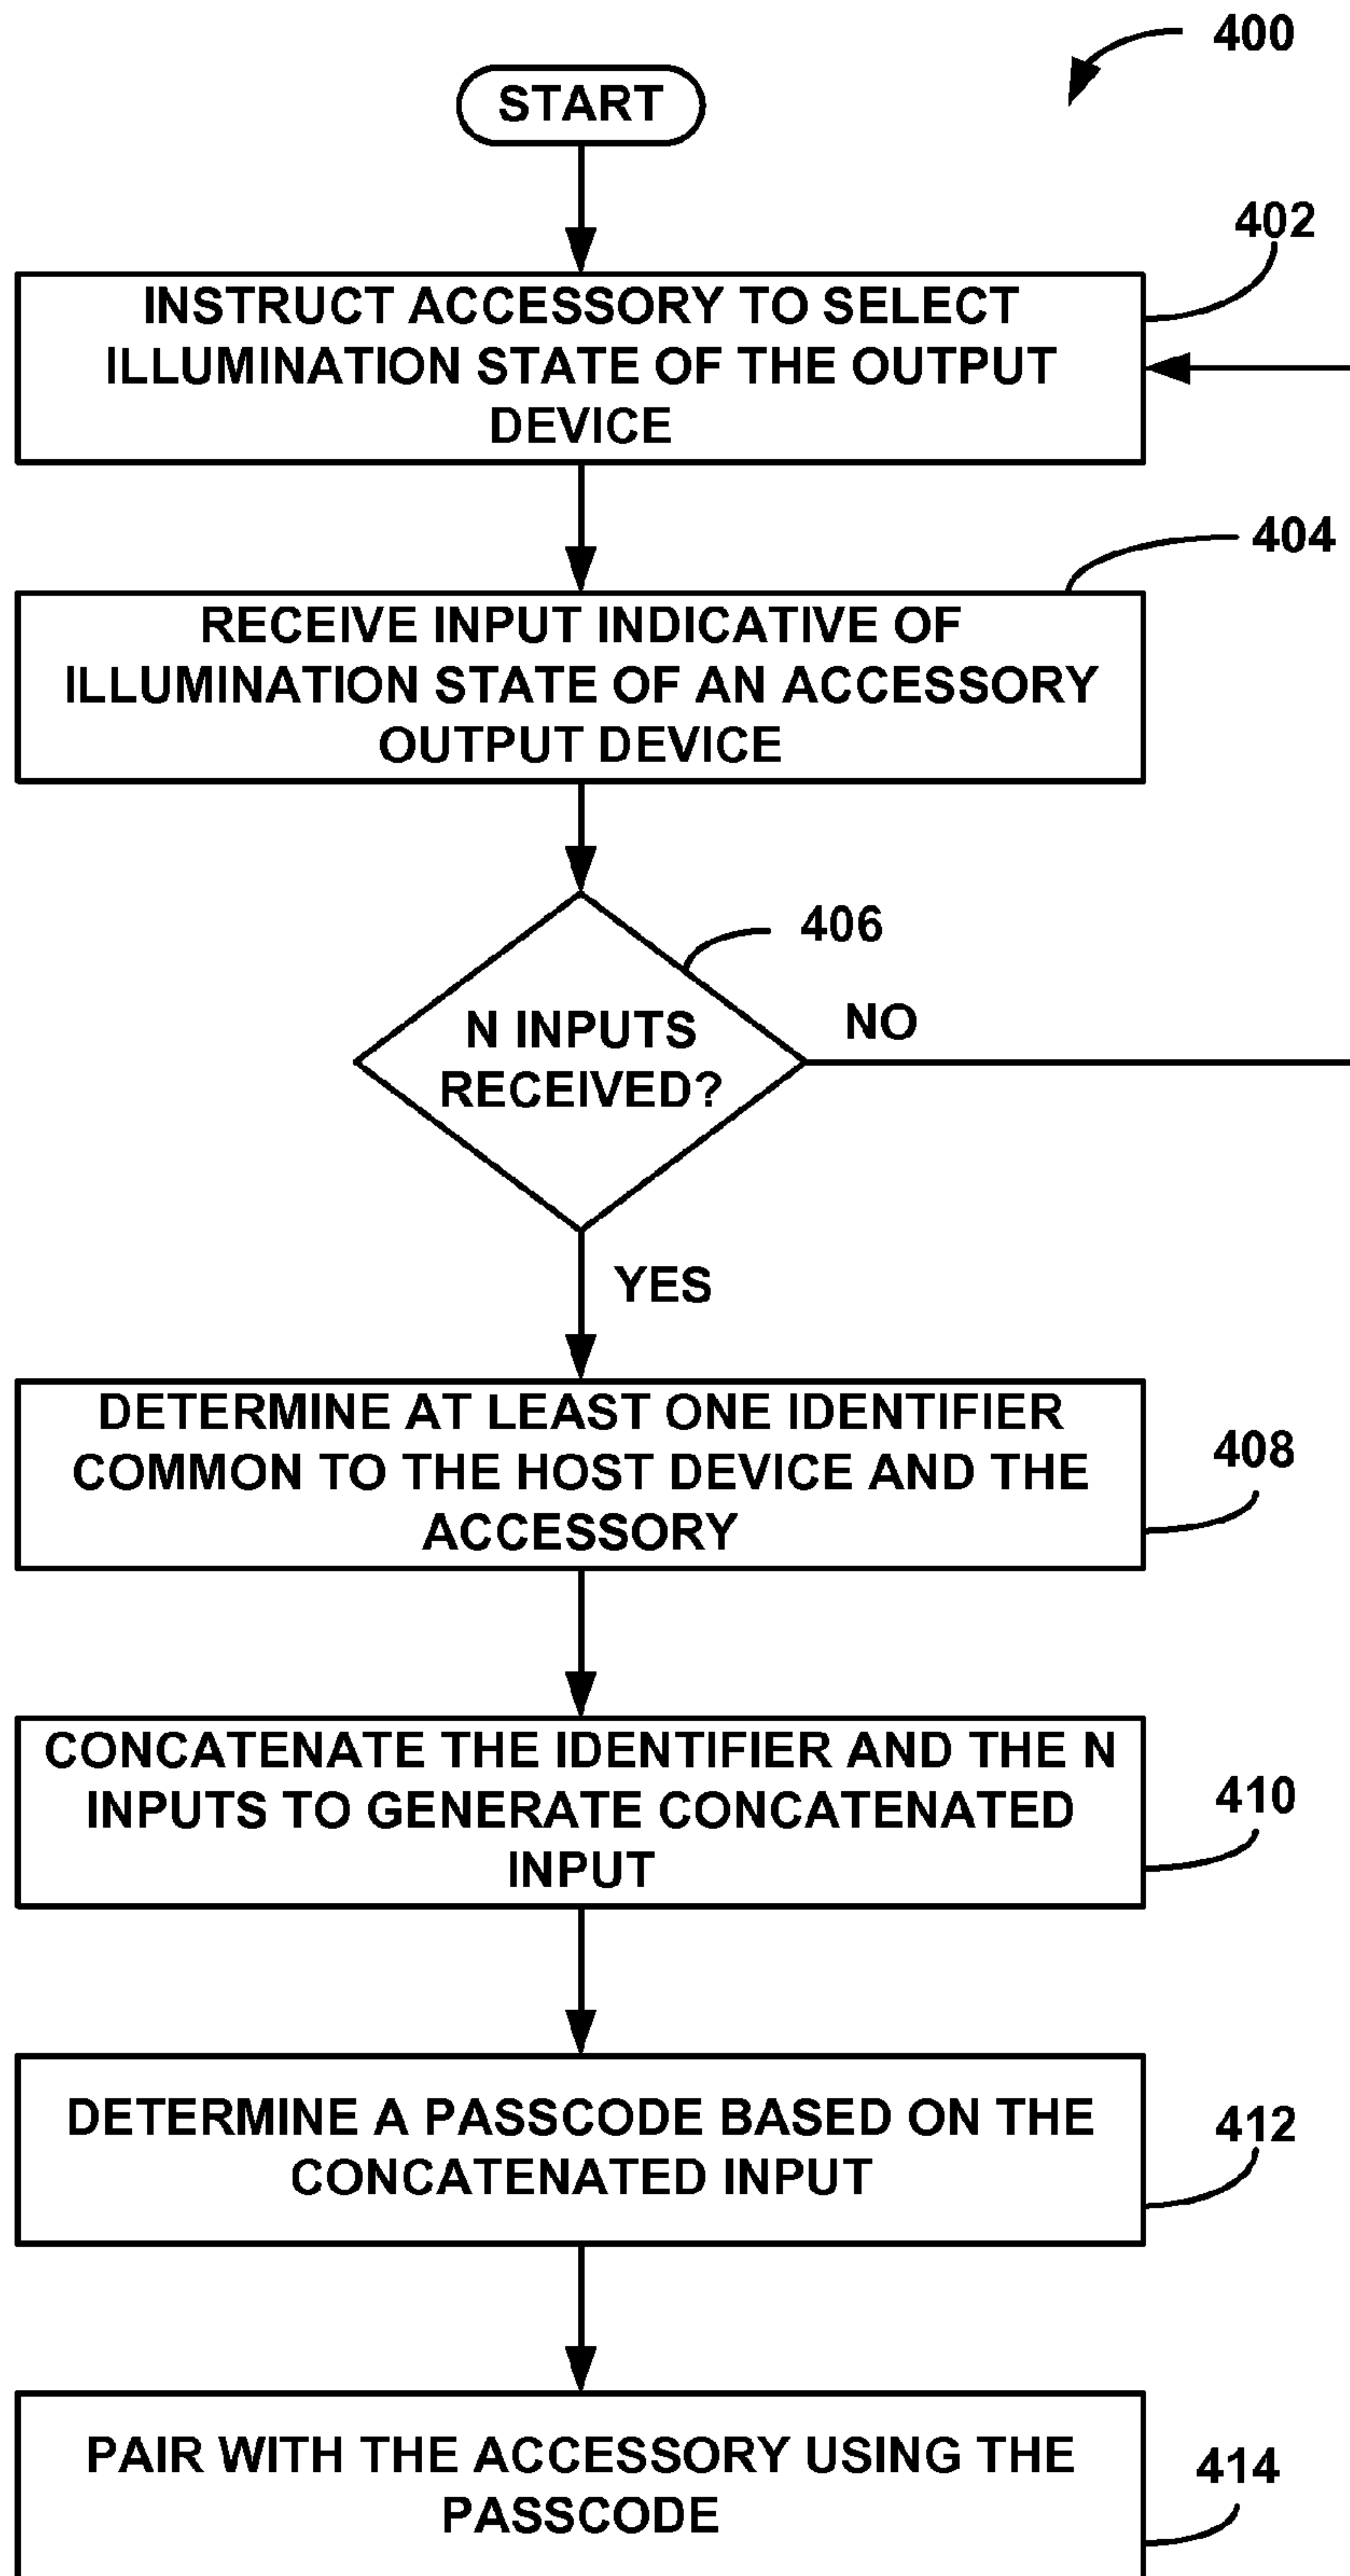 400
START
402
INSTRUCT ACCESSORY TO SELECT
ILLUMINATION STATE OF THE OUTPUT
DEVICE
404
RECEIVE INPUT INDICATIVE OF
ILLUMINATION STATE OF AN ACCESSORY
OUTPUT DEVICE
406
N INPUTS
RECEIVED?
NO
YES
DETERMINE AT LEAST ONE IDENTIFIER
COMMON TO THE HOST DEVICE AND THE
ACCESSORY
408
CONCATENATE THE IDENTIFIER AND THE N
INPUTS TO GENERATE CONCATENATED
INPUT
410
DETERMINE A PASSCODE BASED ON THE
CONCATENATED INPUT
412
PAIR WITH THE ACCESSORY USING THE
PASSCODE
414